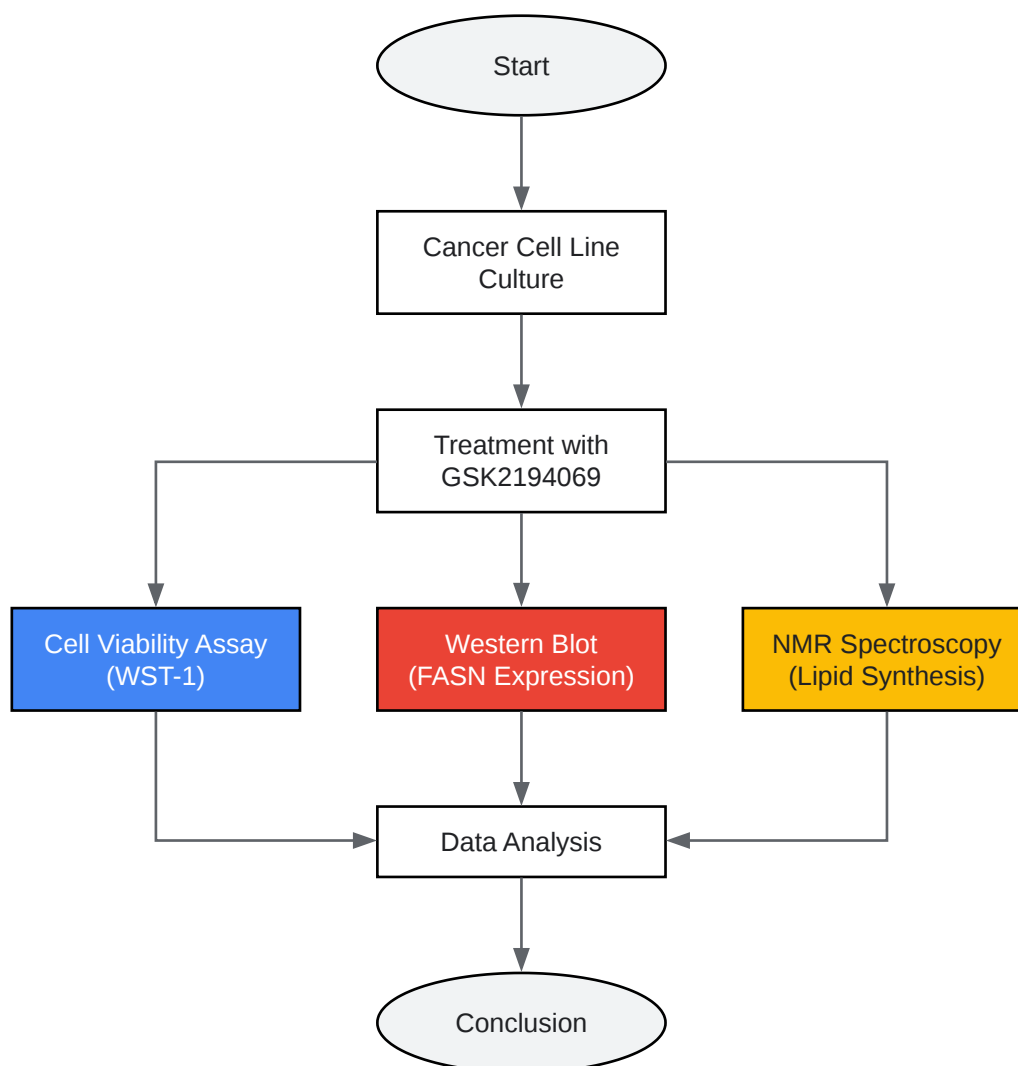 Start
Cancer Cell Line
Culture
Treatment with
GSK2194069
Cell Viability Assay
(WST-1)
Western Blot
(FASN Expression)
NMR Spectroscopy
(Lipid Synthesis)
Data Analysis
Conclusion